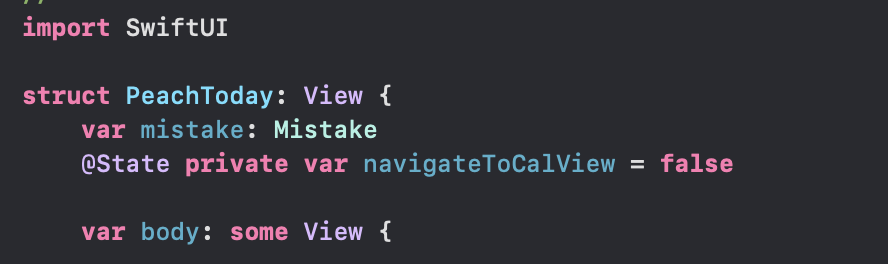 //
import SwiftUI
struct PeachToday: View {
var mistake: Mistake
@State private var navigateToCalView = false
var body: some View {